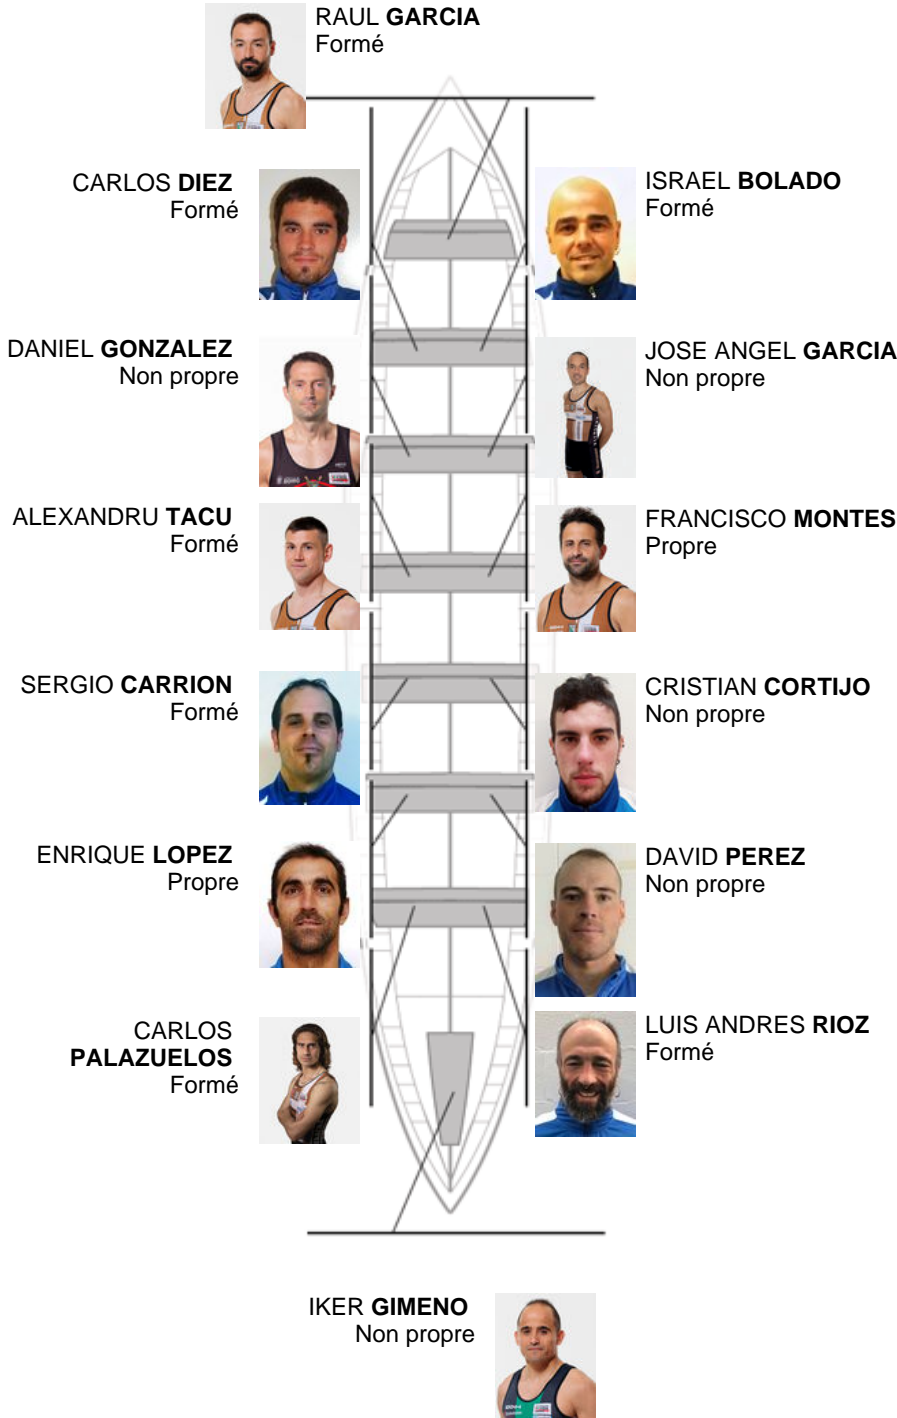 RAUL GARCIA
Formé
CARLOS DIEZ
Formé
ISRAEL BOLADO
Formé
DANIEL GONZALEZ
Non propre
JOSE ANGEL GARCIA
Non propre
ALEXANDRU TACU
Formé
FRANCISCO MONTES
Propre
SERGIO CARRION
Formé
CRISTIAN CORTIJO
Non propre
ENRIQUE LOPEZ
Propre
DAVID PEREZ
Non propre
CARLOS
PALAZUELOS
Formé
LUIS ANDRES RIOZ
Formé
IKER GIMENO
Non propre